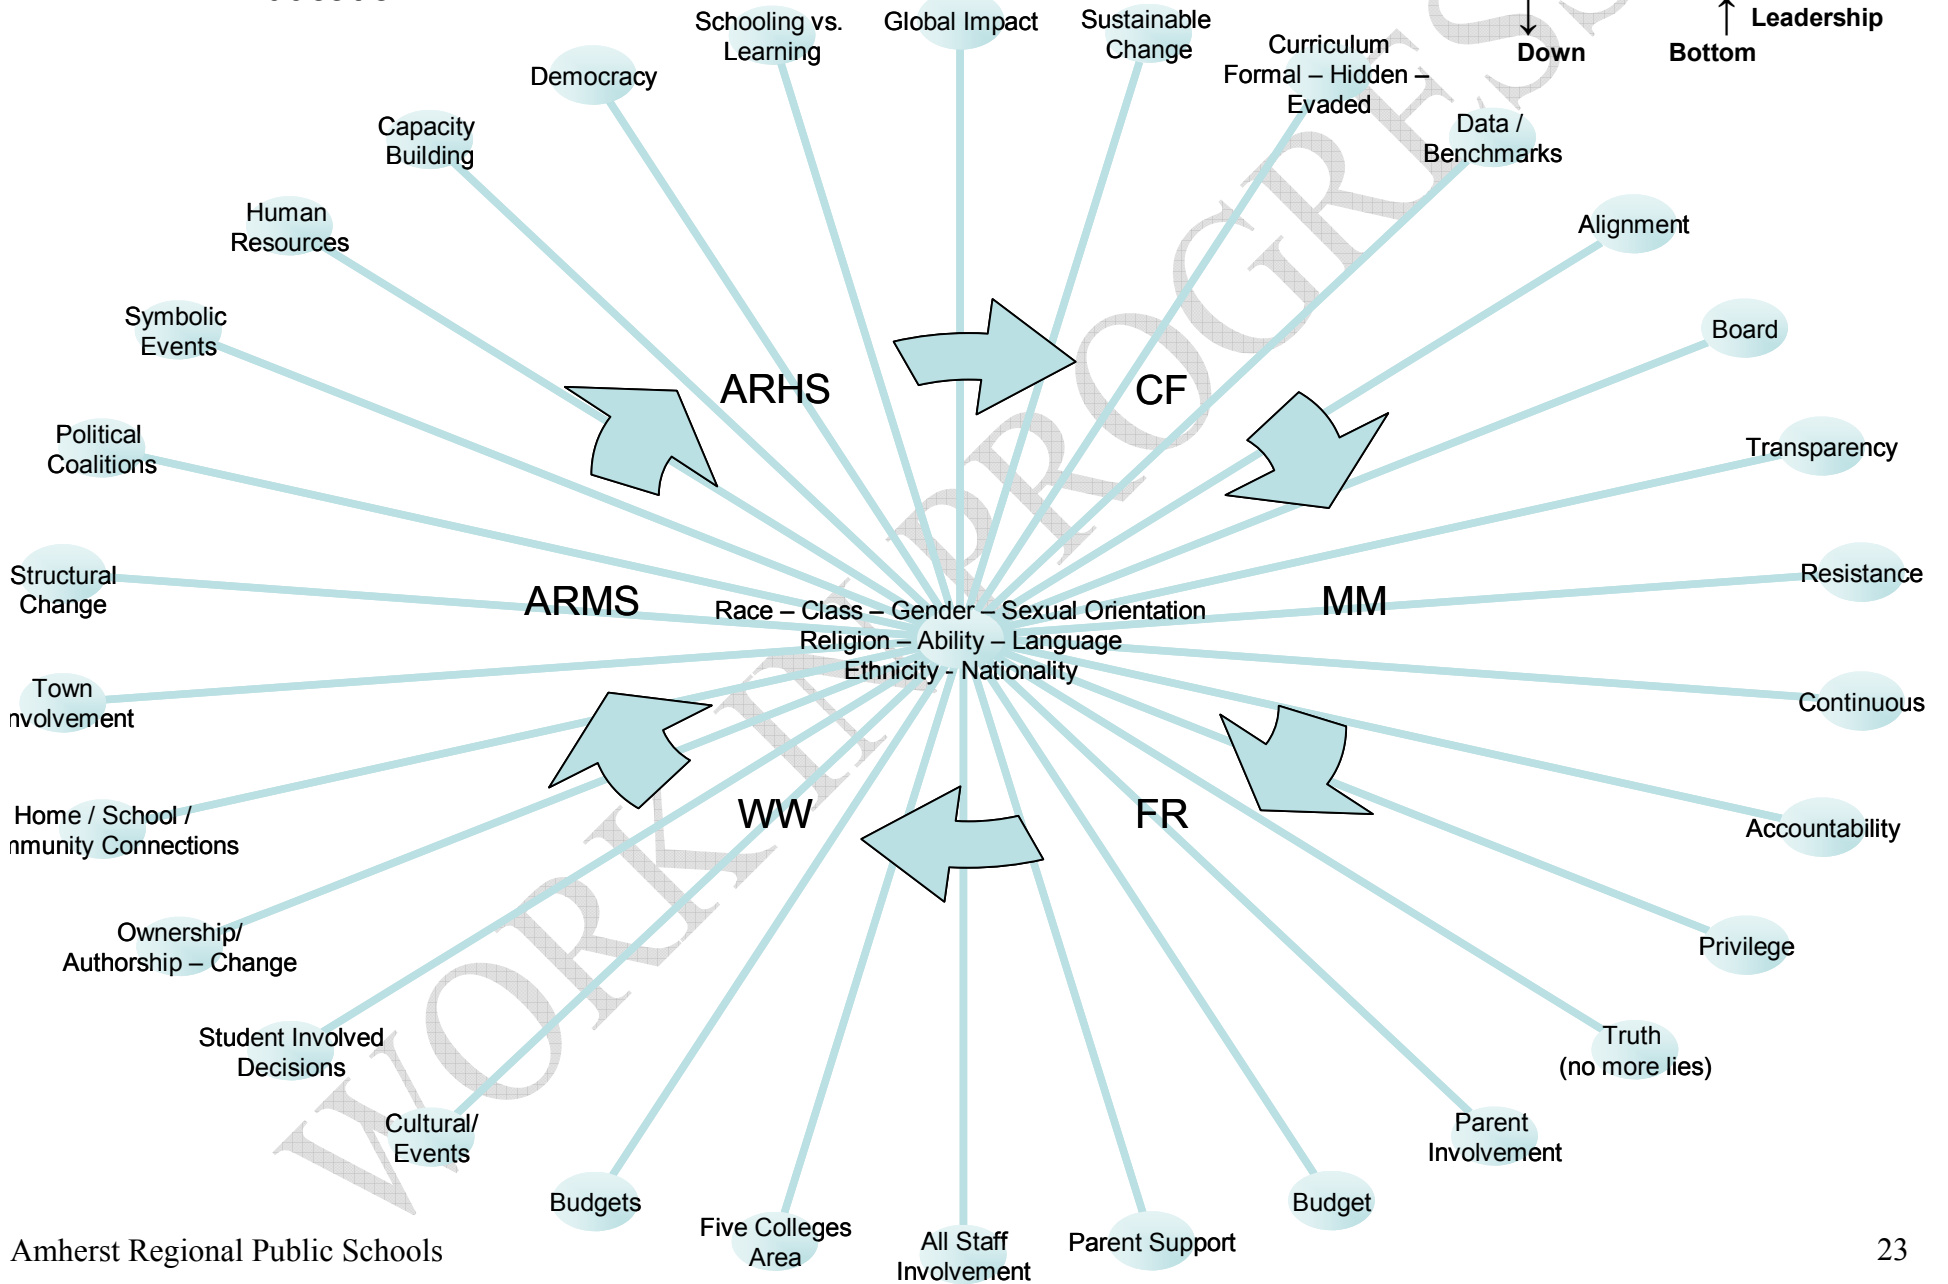 Schooling vs.
Learning
Global Impact
Sustainable
Change
Leadership
Down
Bottom
Curriculum
Formal – Hidden –
Evaded
Democracy
Capacity
Building
Data /
Benchmarks
Human
Resources
Alignment
Symbolic
Events
Board
ARHS
CF
Political
Coalitions
Transparency
Structural
Change
Resistance
ARMS
MM
Race – Class – Gender – Sexual Orientation
Religion – Ability – Language
Ethnicity - Nationality
Town
nvolvement
Continuous
Home / School /
mmunity Connections
WW
FR
Accountability
Ownership/
Authorship – Change
Privilege
Student Involved
Decisions
Truth
(no more lies)
Cultural/
Events
Parent
Involvement
Budgets
Budget
Five Colleges
Area
All Staff
Involvement
Parent Support
WORK IN PROGRESS
Amherst Regional Public Schools
23